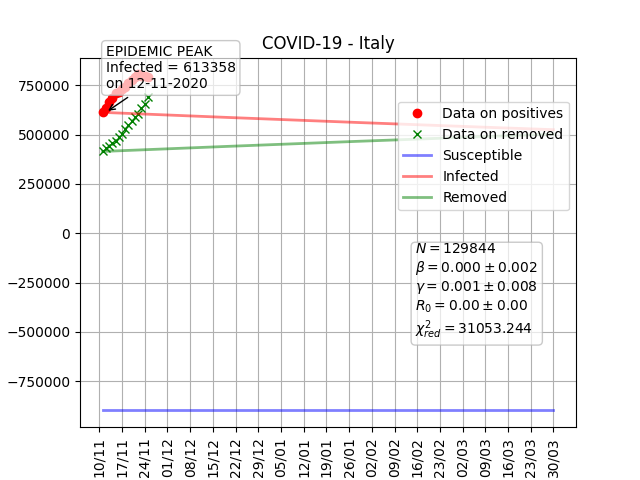 COVID-19 - Italy
EPIDEMIC PEAK
Infected = 613358
on 12-11-2020
750000
500000
250000
0
−250000
−500000
−750000
Data on positives
Data on removed
Susceptible
Infected
Removed
N = 129844
β = 0.000 ± 0.002
γ = 0.001 ± 0.008
R₀ = 0.00 ± 0.00
χ²red = 31053.244
10/11
17/11
24/11
01/12
08/12
15/12
22/12
29/12
05/01
12/01
19/01
26/01
02/02
09/02
16/02
23/02
02/03
09/03
16/03
23/03
30/03